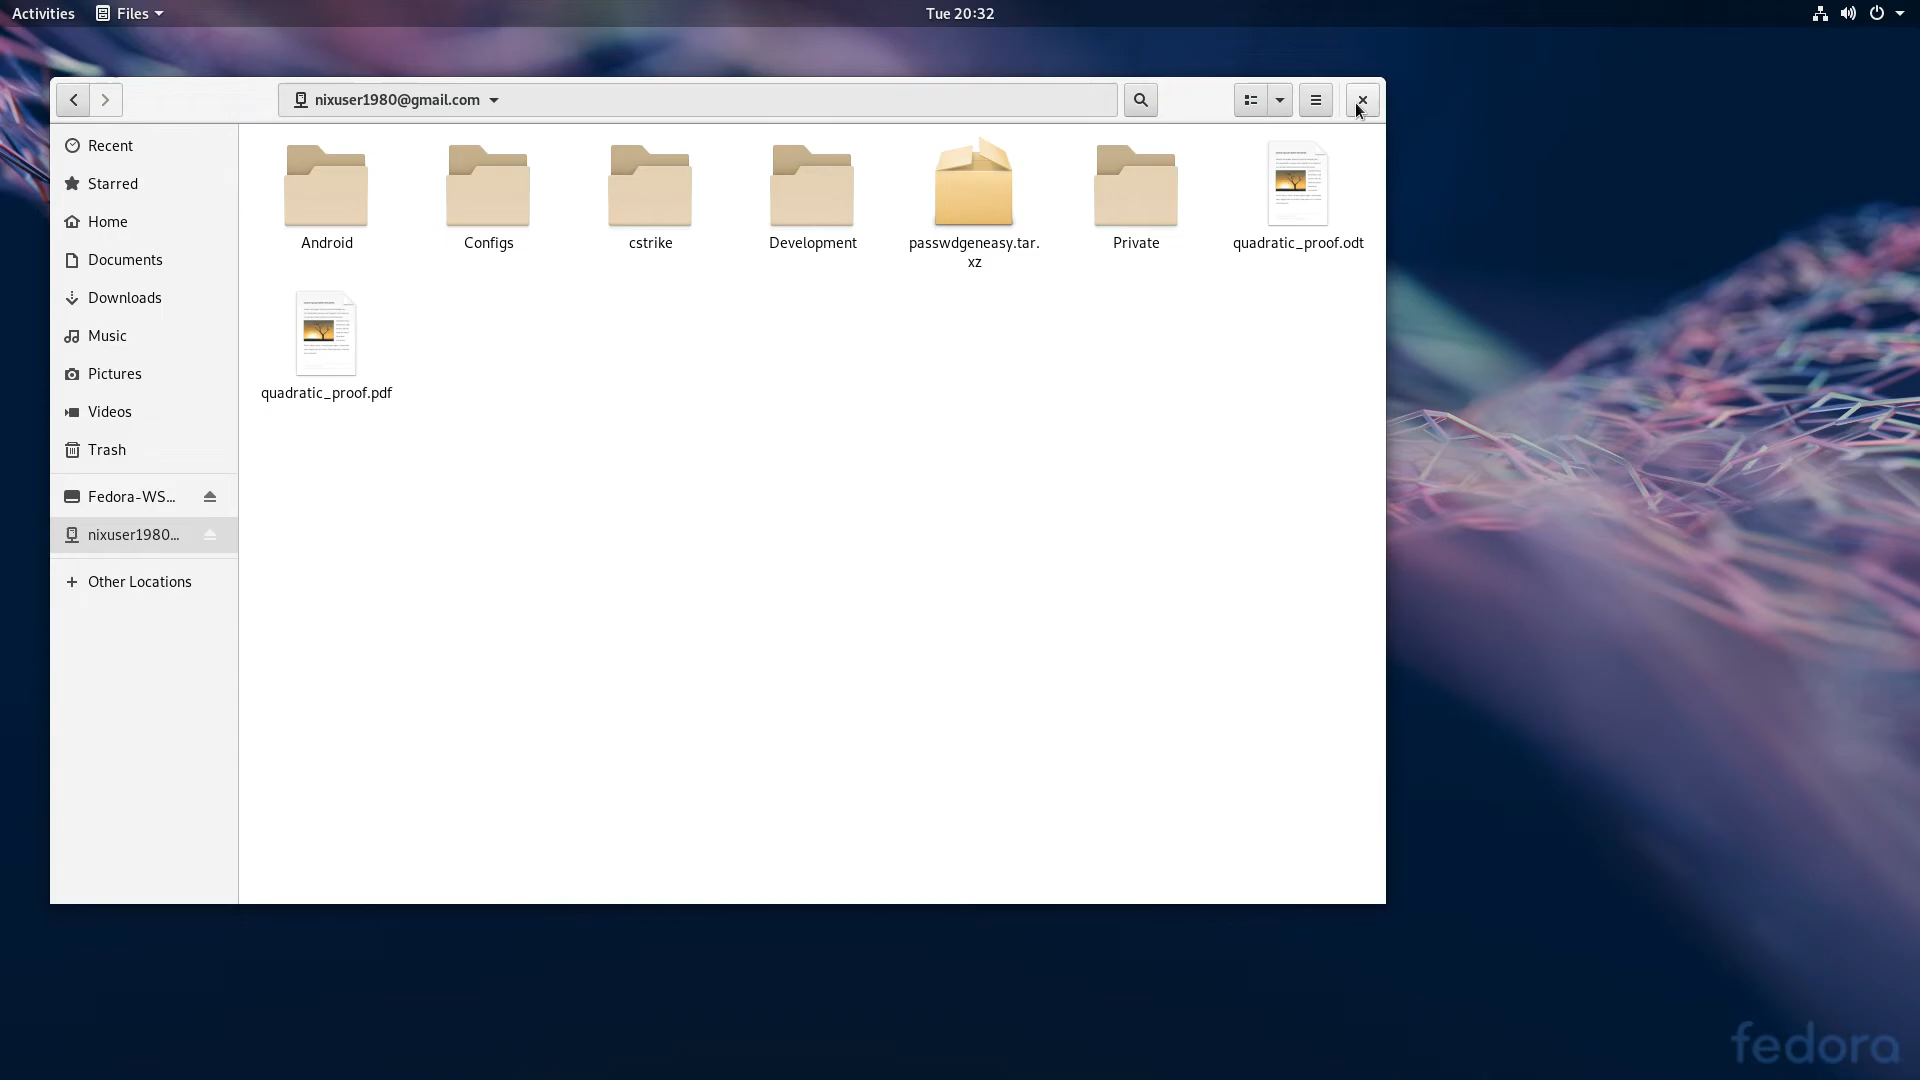 Activities
Files
Tue 20:32
nixuser1980@gmail.com
Recent
Starred
Home
Documents
Downloads
Music
Pictures
Videos
Trash
Fedora-WS...
nixuser1980...
Other Locations
Android
Configs
cstrike
Development
passwdgeneasy.tar.
xz
Private
quadratic_proof.odt
quadratic_proof.pdf
fedora